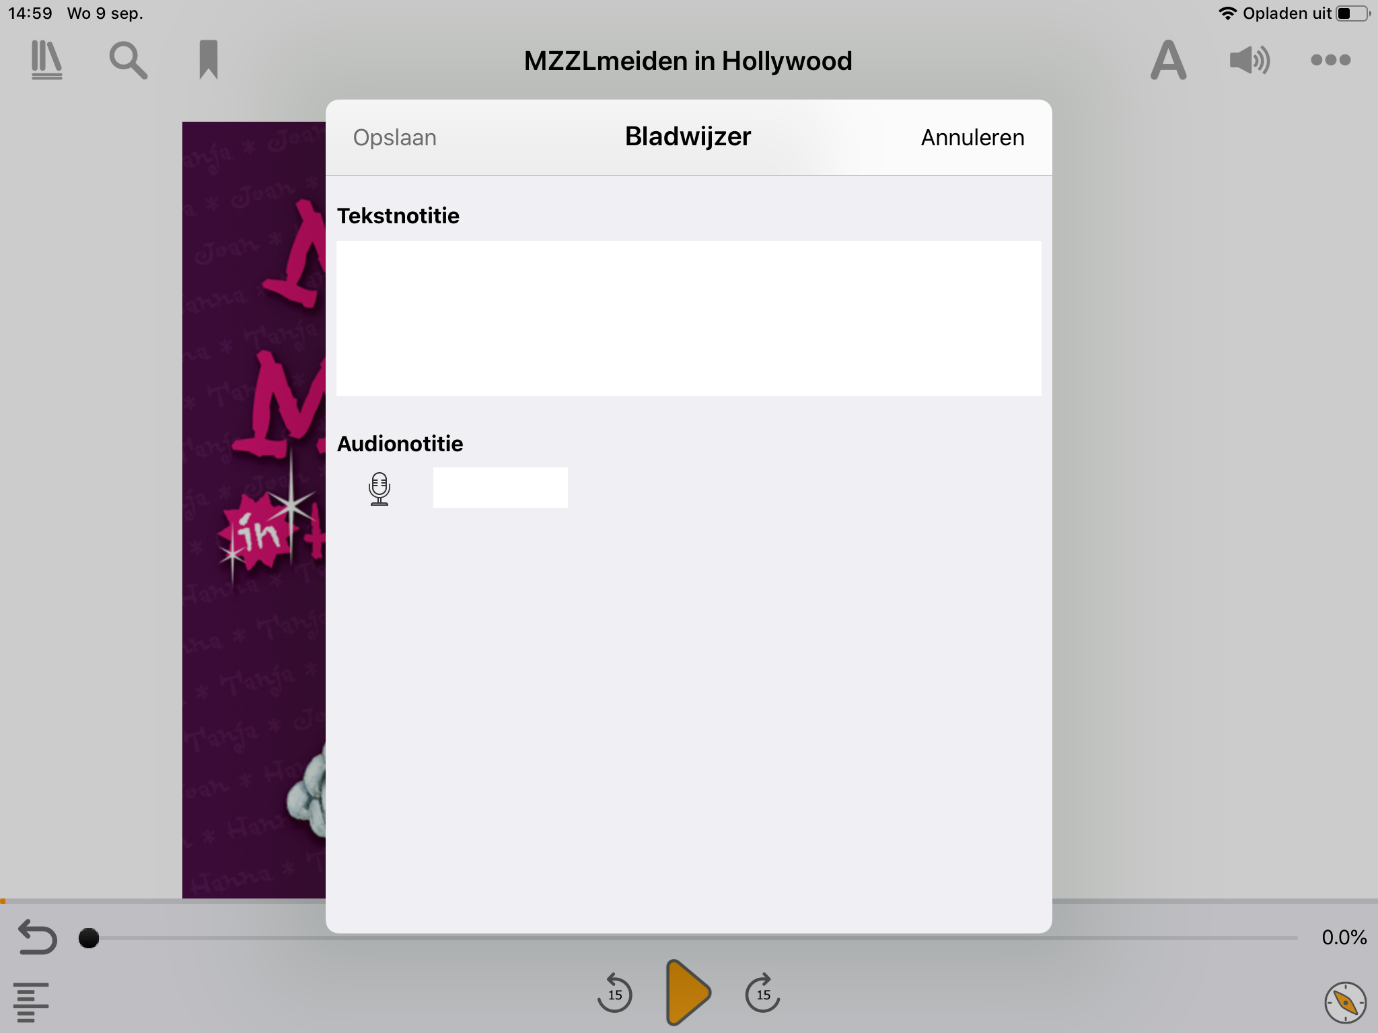 14:59 Wo 9 sep.
Opladen uit
MZZLmeiden in Hollywood
A
Opslaan
Bladwijzer
Annuleren
Tekstnotitie
Audionotitie
in
0.0%
15
15